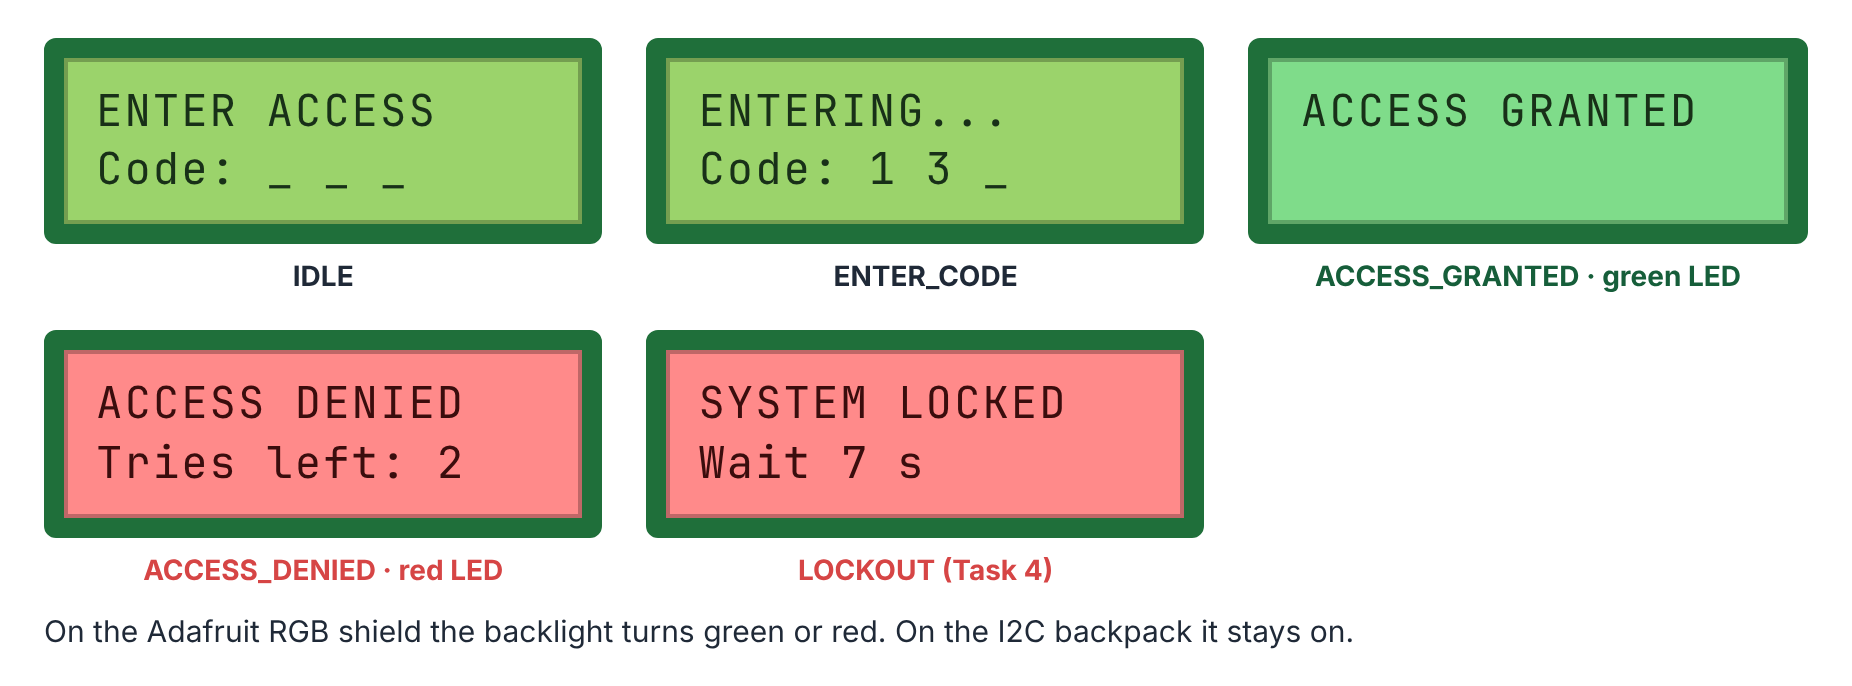 ENTER ACCESS
Code: _ _ _
IDLE
ENTERING...
Code: 1 3 _
ENTER_CODE
ACCESS GRANTED
ACCESS_GRANTED · green LED
ACCESS DENIED
Tries left: 2
ACCESS_DENIED · red LED
SYSTEM LOCKED
Wait 7 s
LOCKOUT (Task 4)
On the Adafruit RGB shield the backlight turns green or red. On the I2C backpack it stays on.